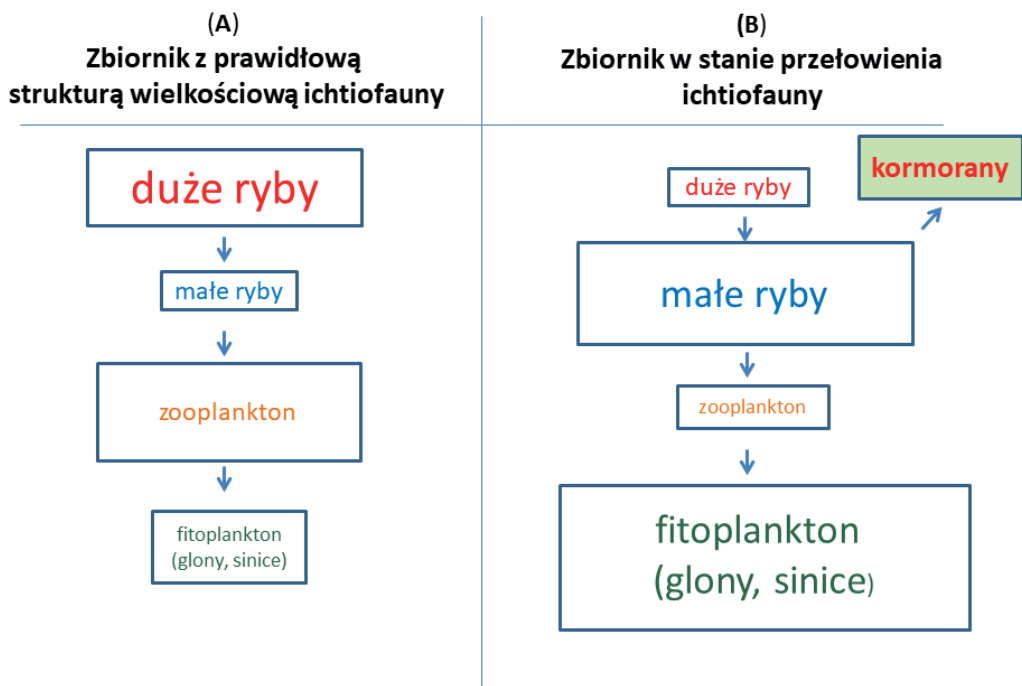 (A)
Zbiornik z prawidłową
strukturą wielkościową ichtiofauny
duże ryby
małe ryby
zooplankton
fitoplankton
(glony, sinice)
(B)
Zbiornik w stanie przełowienia
ichtiofauny
kormorany
duże ryby
małe ryby
zooplankton
fitoplankton
(glony, sinice)